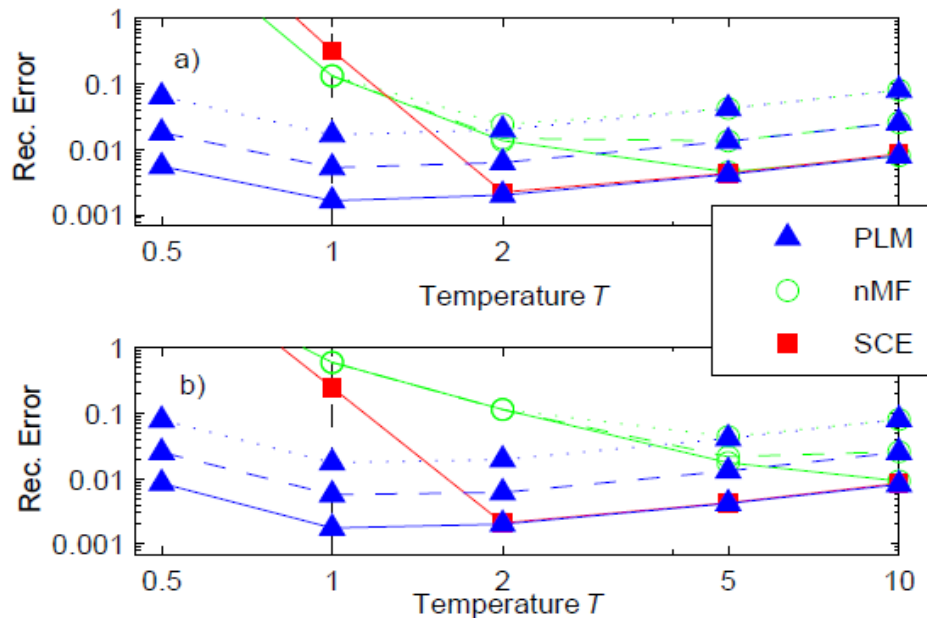 1
a)
0.1
0.01
0.001
Rec. Error
0.5 1 2 10
Temperature T
PLM
nMF
SCE
1
b)
0.1
0.01
0.001
Rec. Error
0.5 1 2 5 10
Temperature T